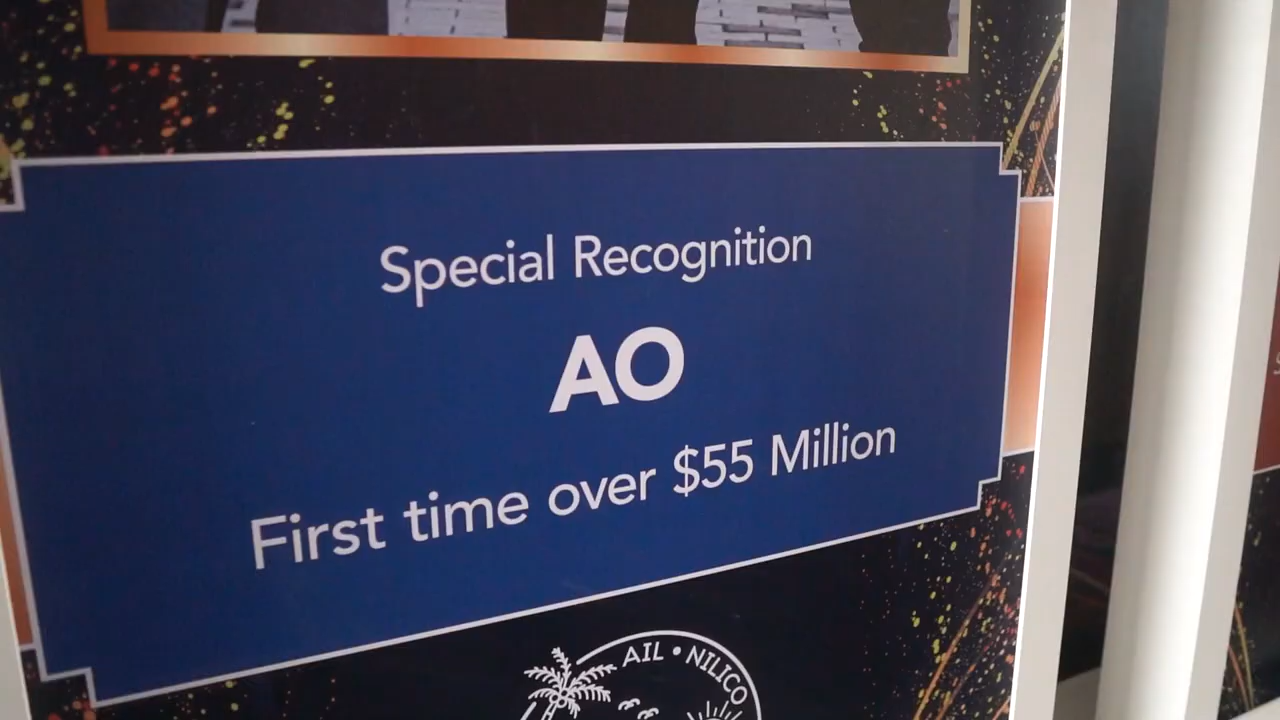 Special Recognition
AO
First time over $55 Million
AIL • NILICO